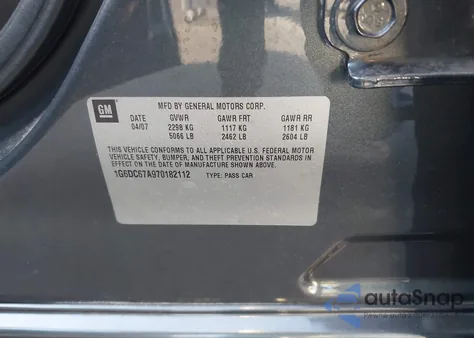 GM
MFD BY GENERAL MOTORS CORP.
DATE GVWR GAWR FRT GAWR RR
04/07 2298 KG 1117 KG 1181 KG
5066 LB 2462 LB 2604 LB
THIS VEHICLE CONFORMS TO ALL APPLICABLE U.S. FEDERAL MOTOR
VEHICLE SAFETY, BUMPER, AND THEFT PREVENTION STANDARDS IN
EFFECT ON THE DATE OF MANUFACTURE SHOWN ABOVE.
1G6DC67A970182112 TYPE: PASS CAR
autoSnap